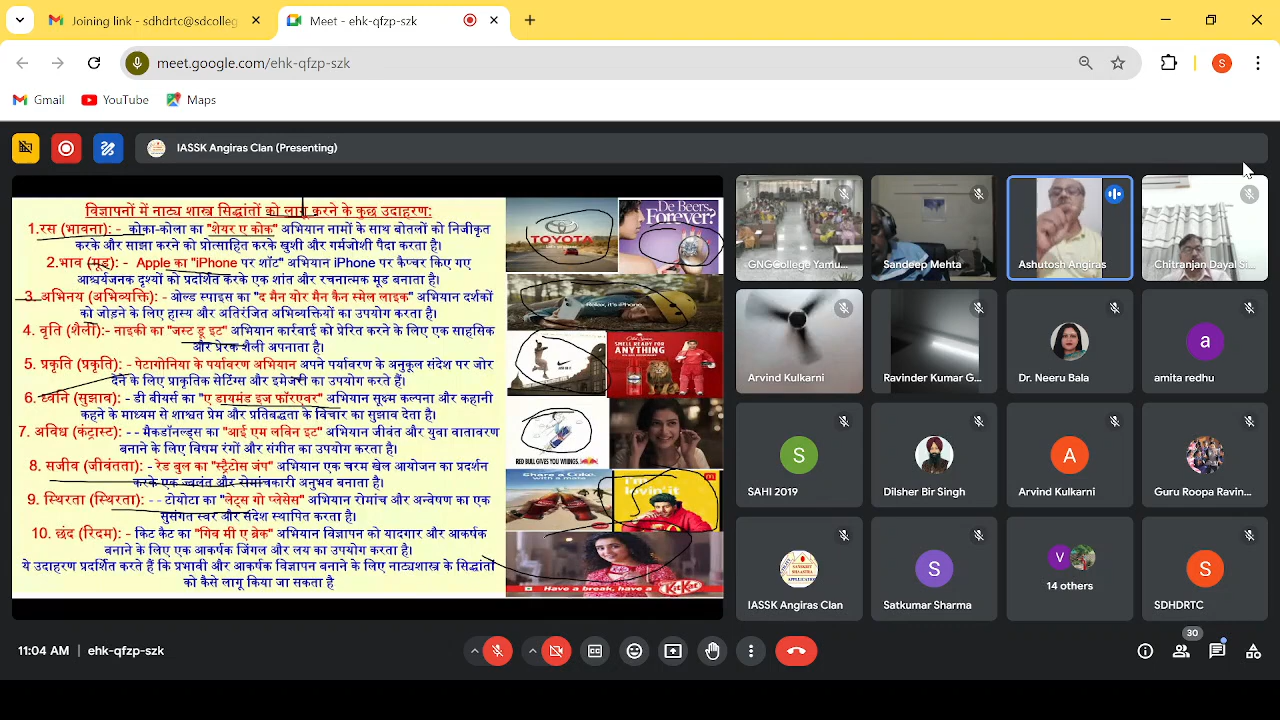 Joining link - sdhdrtc@sdcolleg
Meet - ehk-qfzp-szk
meet.google.com/ehk-qfzp-szk
Gmail
YouTube
Maps
IASSK Angiras Clan (Presenting)
विज्ञापनों में नाट्य शास्त्र सिद्धांतों को लागू करने के कुछ उदाहरण:
1.रस (भावना): - कोका-कोला का "शेयर ए कोक" अभियान नामों के साथ बोतलों को निजीकृत
करके और साझा करने को प्रोत्साहित करके खुशी और गर्मजोशी पैदा करता है।
2.भाव (मूड): - Apple का "iPhone पर शॉट" अभियान iPhone पर कैप्चर किए गए
आश्चर्यजनक दृश्यों को प्रदर्शित करके एक शांत और रचनात्मक मूड बनाता है।
3. अभिनय (अभिव्यक्ति): - ओल्ड स्पाइस का "द मैन योर मैन कैन स्मेल लाइक" अभियान दर्शकों
को जोड़ने के लिए हास्य और अतिरंजित अभिव्यक्तियों का उपयोग करता है।
4. वृति (शैली):- नाइकी का "जस्ट डू इट" अभियान कार्रवाई को प्रेरित करने के लिए एक साहसिक
और प्रेरक शैली अपनाता है।
5. प्रकृति (प्रकृति): - पेटागोनिया के पर्यावरण अभियान अपने पर्यावरण के अनुकूल संदेश पर जोर
देने के लिए प्राकृतिक सेटिंग्स और इमेजरी का उपयोग करते हैं।
6. ध्वनि (सुझाव): - डी बीयर्स का "ए डायमंड इज फॉरएवर" अभियान सूक्ष्म कल्पना और कहानी
कहने के माध्यम से शाश्वत प्रेम और प्रतिबद्धता के विचार का सुझाव देता है।
7. अविध (कंट्रास्ट): - - मैकडॉनल्ड्स का "आई एम लविन इट" अभियान जीवंत और युवा वातावरण
बनाने के लिए विषम रंगों और संगीत का उपयोग करता है।
8. सजीव (जीवंतता): - रेड बुल का "स्ट्रैटोस जंप" अभियान एक चरम खेल आयोजन का प्रदर्शन
करके एक ज्वलंत और रोमांचकारी अनुभव बनाता है।
9. स्थिरता (स्थिरता): - - टोयोटा का "लेट्स गो प्लेसेस" अभियान रोमांच और अन्वेषण का एक
सुसंगत स्वर और संदेश स्थापित करता है।
10. छंद (रिदम): - किट कैट का "गिव मी ए ब्रेक" अभियान विज्ञापन को यादगार और आकर्षक
बनाने के लिए एक आकर्षक जिंगल और लय का उपयोग करता है।
ये उदाहरण प्रदर्शित करते हैं कि प्रभावी और आकर्षक विज्ञापन बनाने के लिए नाट्यशास्त्र के सिद्धांतों
को कैसे लागू किया जा सकता है
TOYOTA
De Beers
Forever?
Relax, it's iPhone.
SMELL READY FOR
ANYTHING
RED BULL GIVES YOU WIIINGS.
Share a Coke
with a mate
I'm
lovin' it
Have a break, have a KitKat
GNGCollege Yamu...
Sandeep Mehta
Ashutosh Angiras
Chitranjan Dayal Si...
Arvind Kulkarni
Ravinder Kumar G...
Dr. Neeru Bala
a
amita redhu
S
SAHI 2019
Dilsher Bir Singh
A
Arvind Kulkarni
Guru Roopa Ravin...
IASSK Angiras Clan
S
Satkumar Sharma
V
14 others
S
SDHDRTC
11:04 AM
ehk-qfzp-szk
30